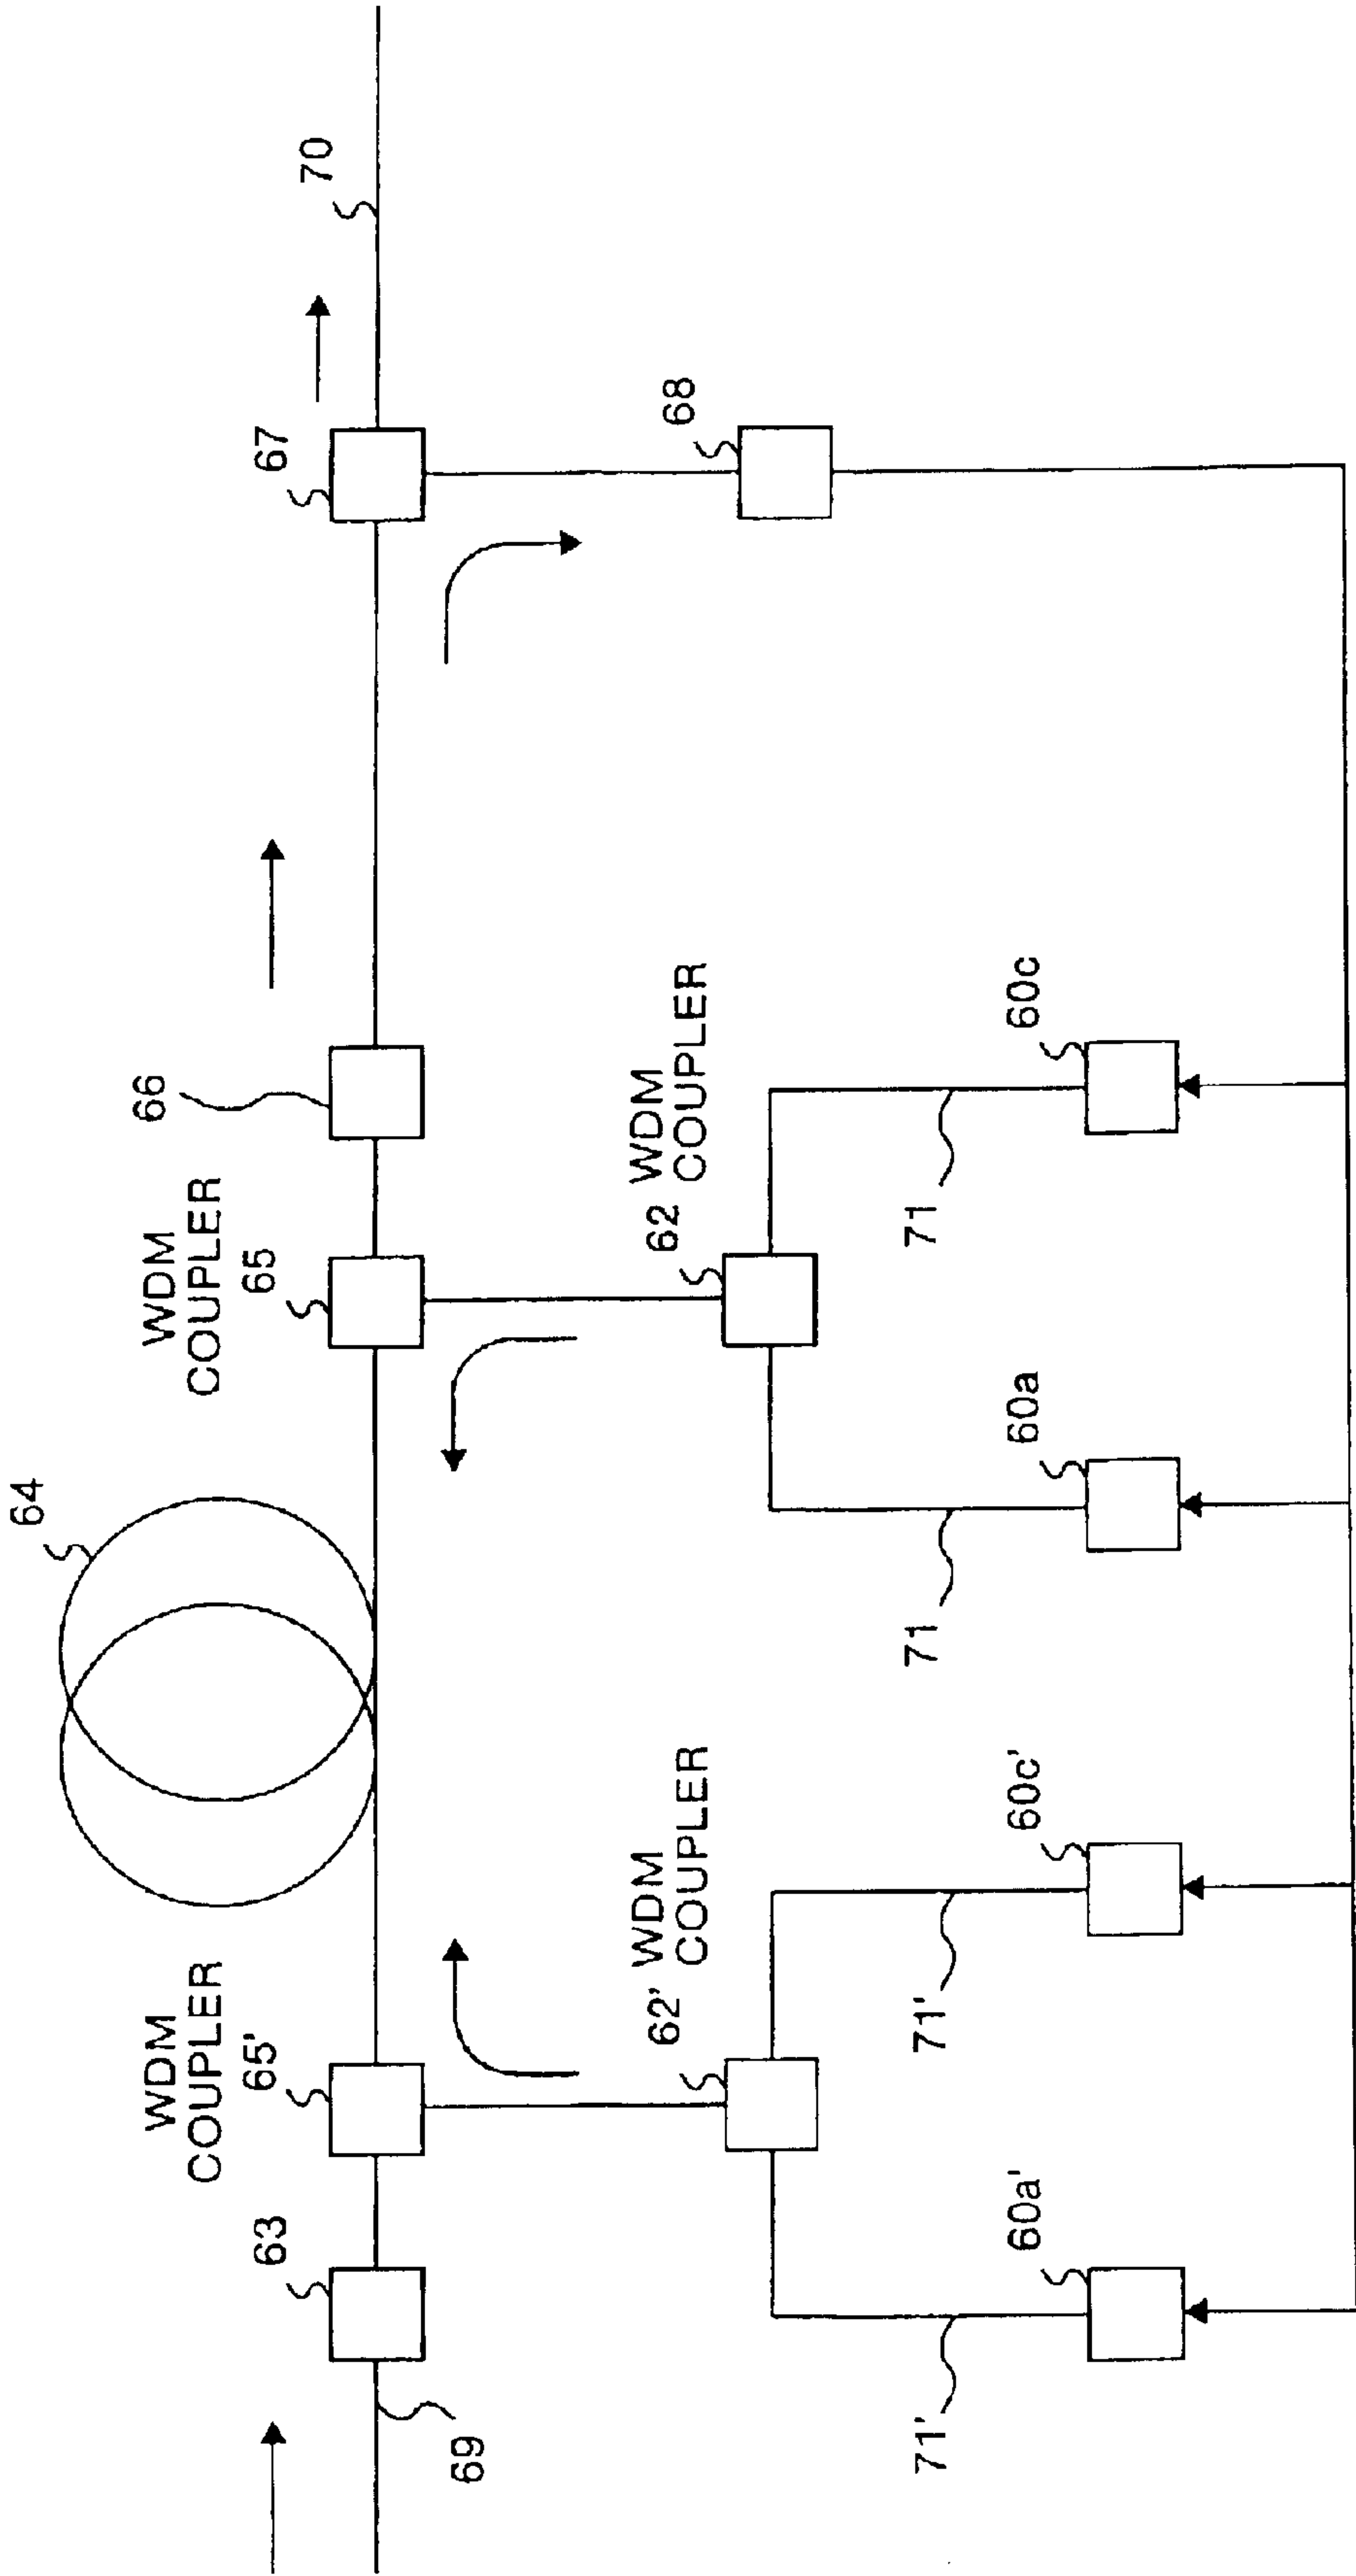 64
WDM
COUPLER
65'
WDM
COUPLER
65
66
63
67
70
69
62' WDM
COUPLER
62 WDM
COUPLER
68
71'
71'
71
71
60a'
60c'
60a
60c